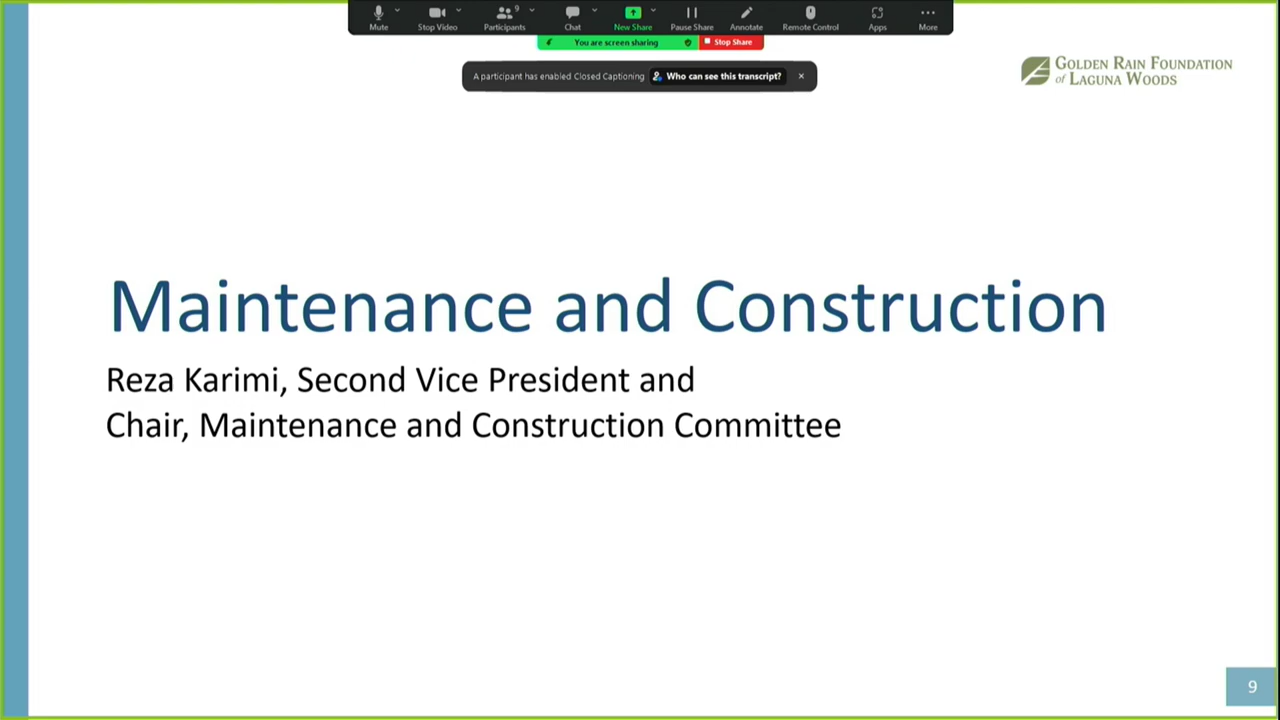 Mute
Stop Video
Participants
9
Chat
New Share
Pause Share
Annotate
Remote Control
Apps
More
You are screen sharing
Stop Share
A participant has enabled Closed Captioning
Who can see this transcript?
GOLDEN RAIN FOUNDATION
of LAGUNA WOODS
Maintenance and Construction
Reza Karimi, Second Vice President and
Chair, Maintenance and Construction Committee
9